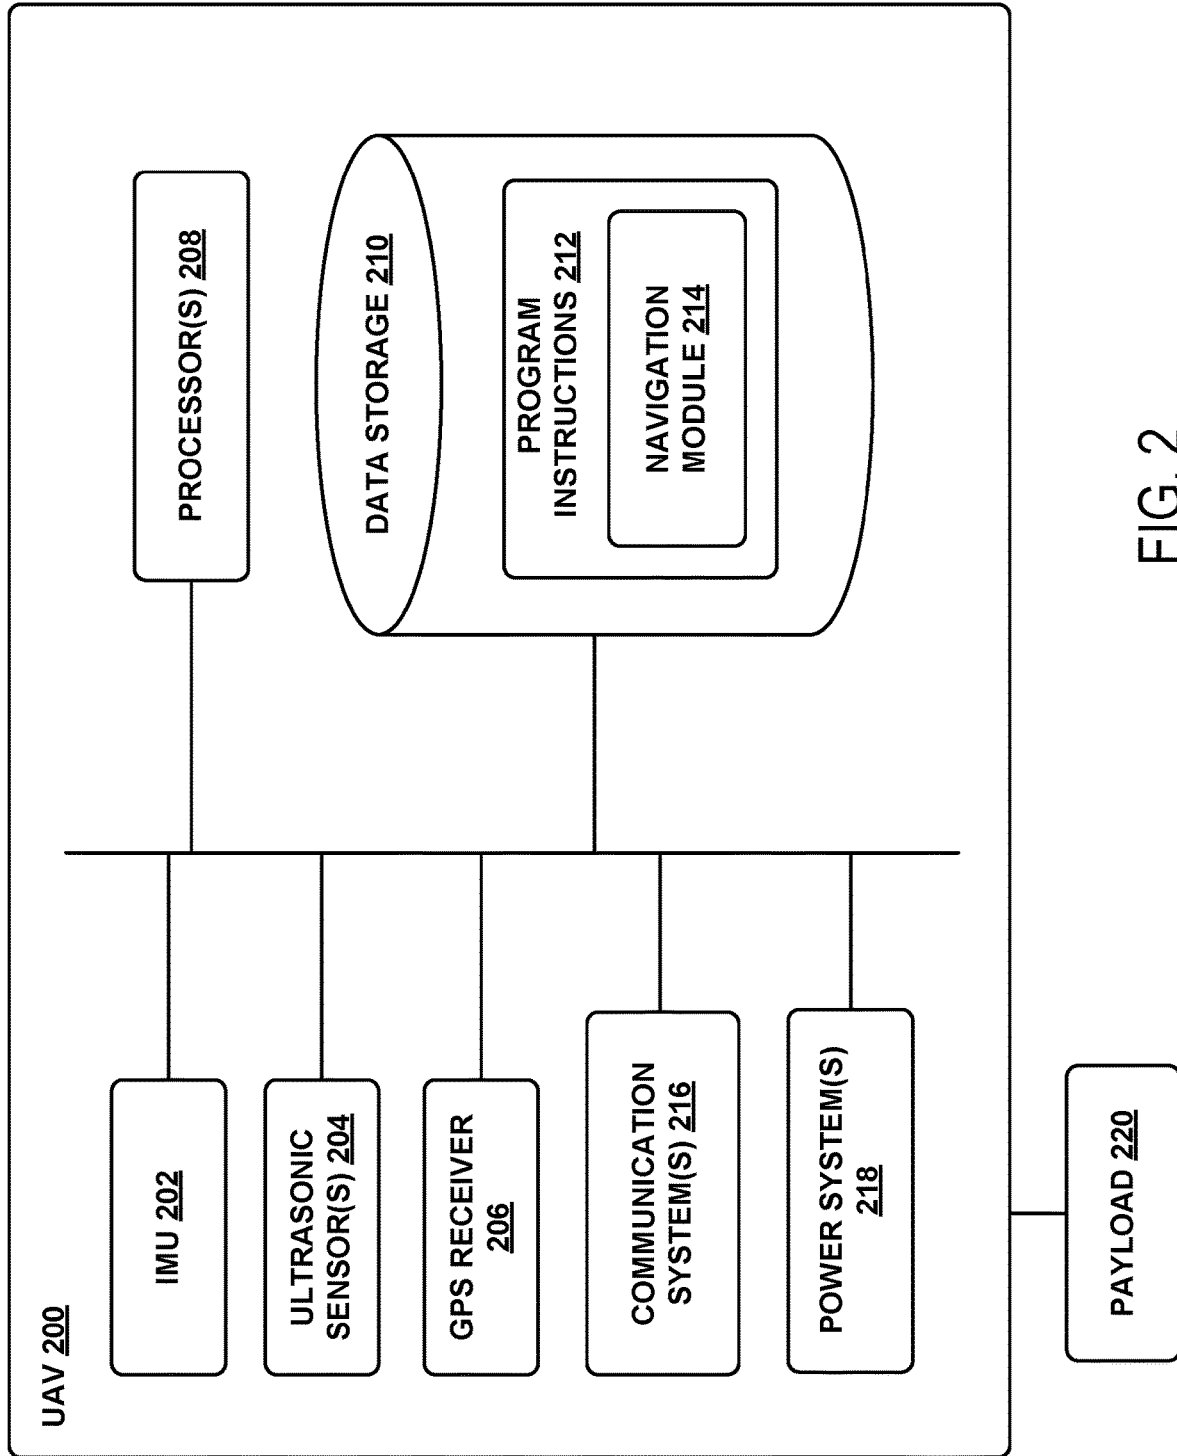 UAV 200
IMU 202
ULTRASONIC
SENSOR(S) 204
GPS RECEIVER
206
COMMUNICATION
SYSTEM(S) 216
POWER SYSTEM(S)
218
PROCESSOR(S) 208
DATA STORAGE 210
PROGRAM
INSTRUCTIONS 212
NAVIGATION
MODULE 214
PAYLOAD 220
FIG. 2